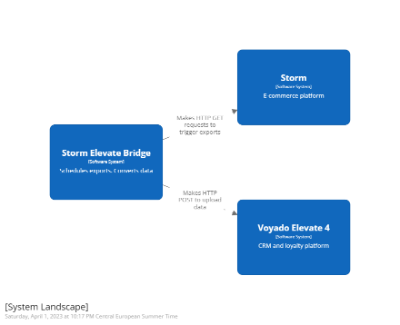 Storm
[Software System]
E-commerce platform
Makes HTTP GET
requests to
trigger exports
Storm Elevate Bridge
[Software System]
Schedules exports, Converts data
Makes HTTP
POST to upload
data
Voyado Elevate 4
[Software System]
CRM and loyalty platform
[System Landscape]
Saturday, April 1, 2023 at 10:17 PM Central European Summer Time